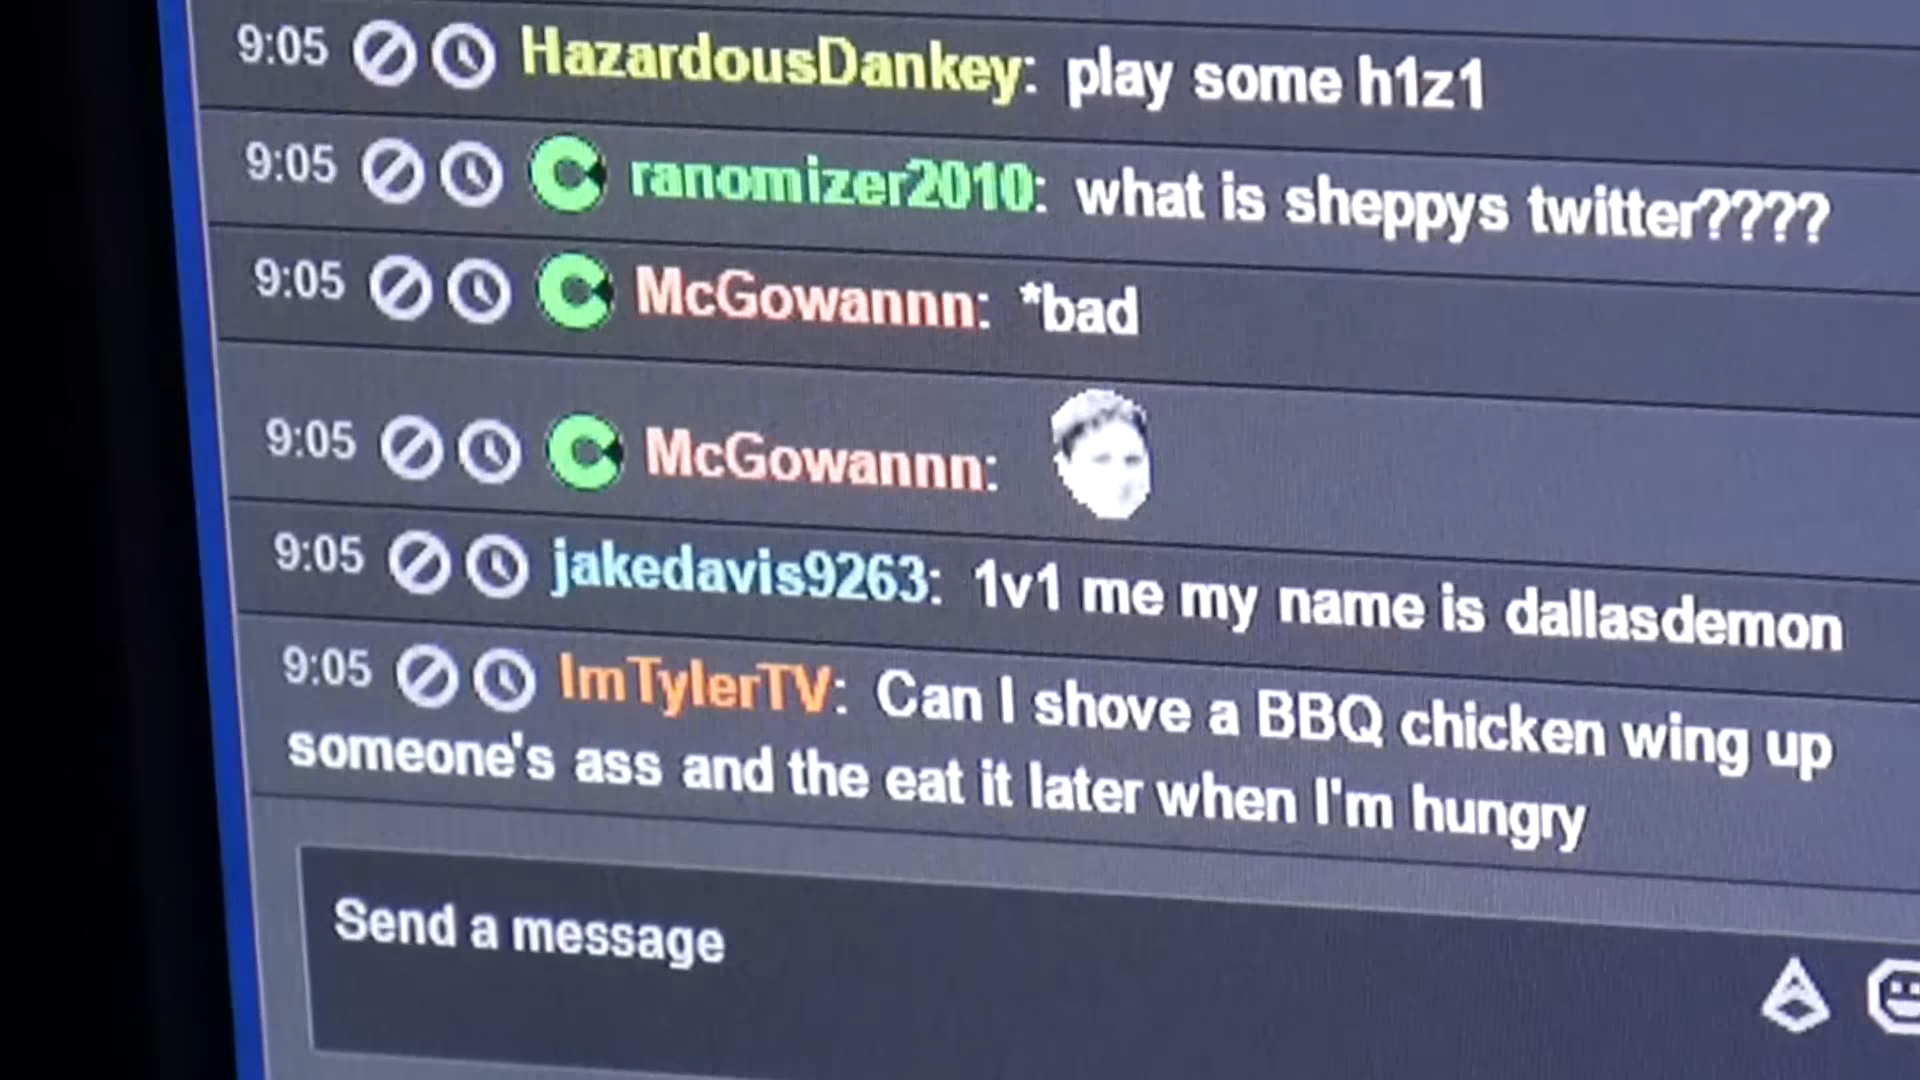 9:05 HazardousDankey: play some h1z1
9:05 ranomizer2010: what is sheppys twitter????
9:05 McGowannn: *bad
9:05 McGowannn:
9:05 jakedavis9263: 1v1 me my name is dallasdemon
9:05 ImTylerTV: Can I shove a BBQ chicken wing up
someone's ass and the eat it later when I'm hungry
Send a message